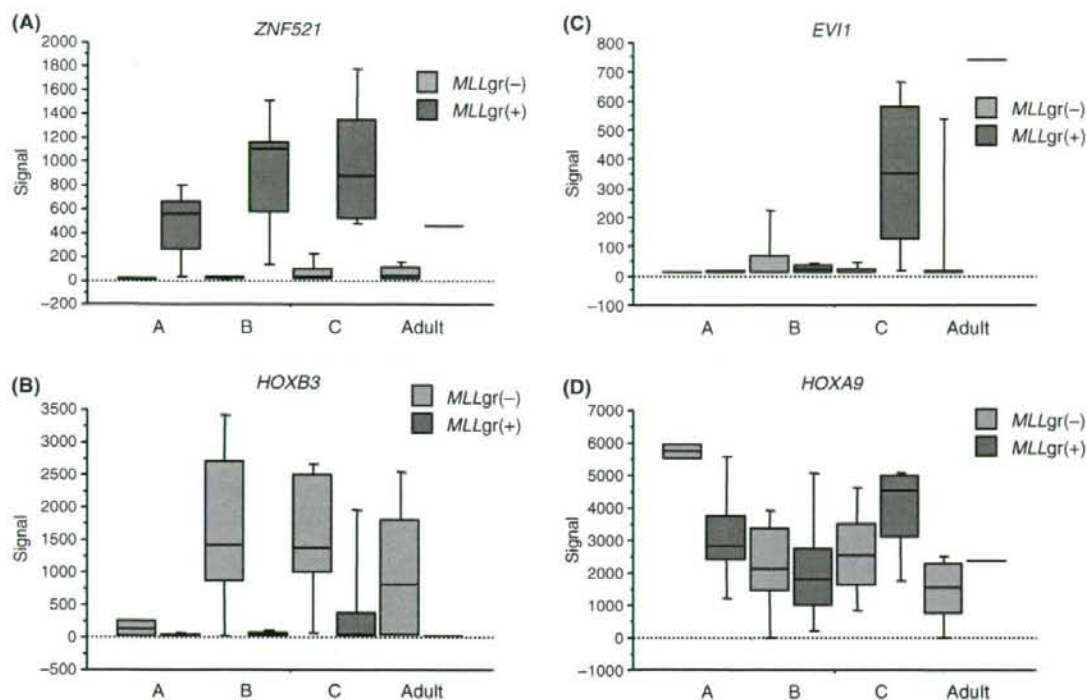 (A)
ZNF521
2000
1800
1600
1400
1200
1000
800
600
400
200
0
−200
Signal
MLLgr(−)
MLLgr(+)
A B C Adult
(C)
EVI1
800
700
600
500
400
300
200
100
0
−100
Signal
MLLgr(−)
MLLgr(+)
A B C Adult
(B)
HOXB3
3500
3000
2500
2000
1500
1000
500
0
−500
Signal
MLLgr(−)
MLLgr(+)
A B C Adult
(D)
HOXA9
7000
6000
5000
4000
3000
2000
1000
0
−1000
Signal
MLLgr(−)
MLLgr(+)
A B C Adult